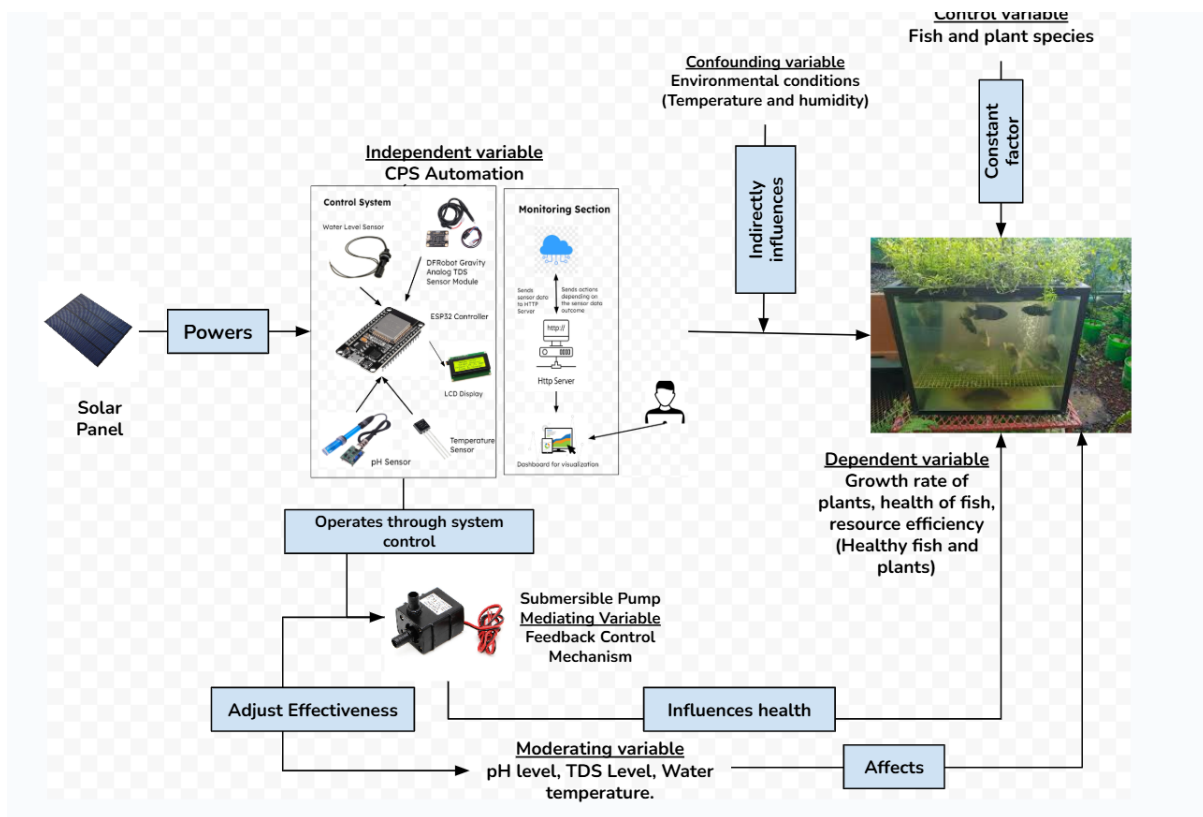 Control variable
Fish and plant species
Confounding variable
Environmental conditions
(Temperature and humidity)
Constant
factor
Indirectly
influences
Independent variable
CPS Automation
Control System
Water Level Sensor
DFRobot Gravity
Analog TDS
Sensor Module
ESP32 Controller
LCD Display
Temperature
Sensor
pH Sensor
Monitoring Section
Sends
sensor data
to HTTP
Server
Sends actions
depending on
the sensor data
outcome
http://
Http Server
Dashboard for visualization
Powers
Solar
Panel
Dependent variable
Growth rate of
plants, health of fish,
resource efficiency
(Healthy fish and
plants)
Operates through system
control
Submersible Pump
Mediating Variable
Feedback Control
Mechanism
Adjust Effectiveness
Influences health
Moderating variable
pH level, TDS Level, Water
temperature.
Affects